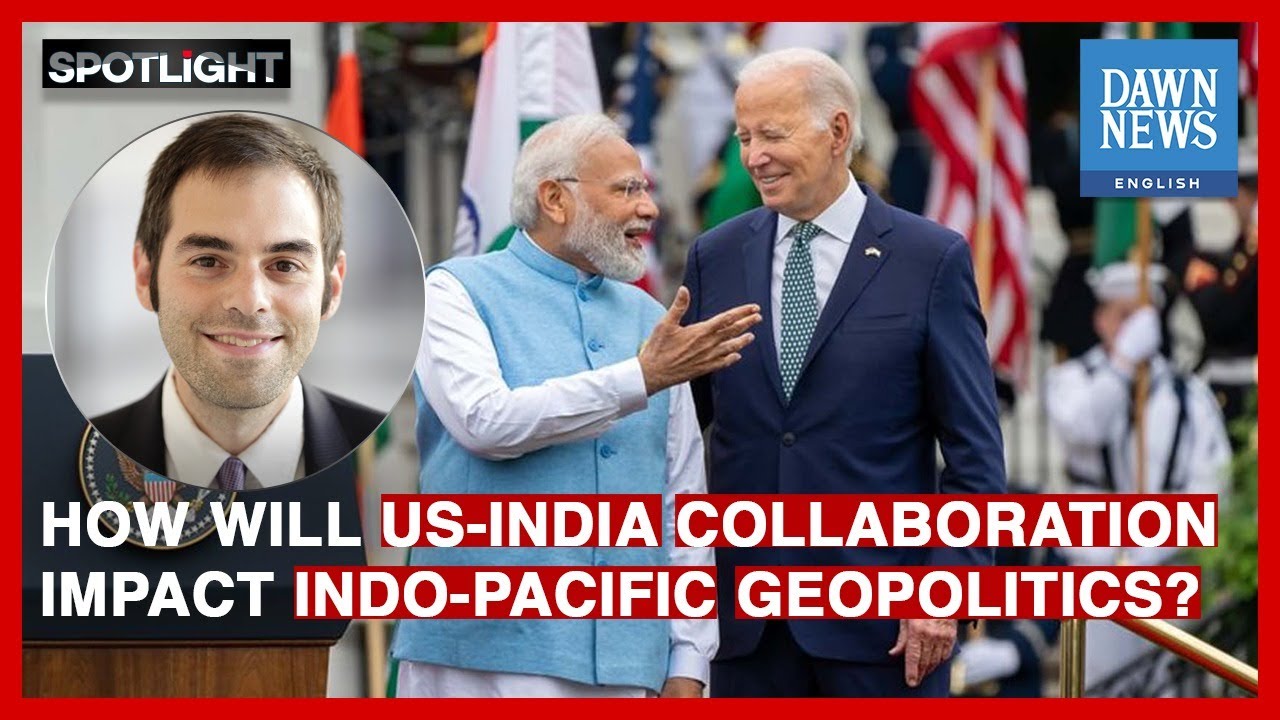 SPOTLiGHT
DAWN
NEWS
ENGLISH
HOW WILL US-INDIA COLLABORATION
IMPACT INDO-PACIFIC GEOPOLITICS?